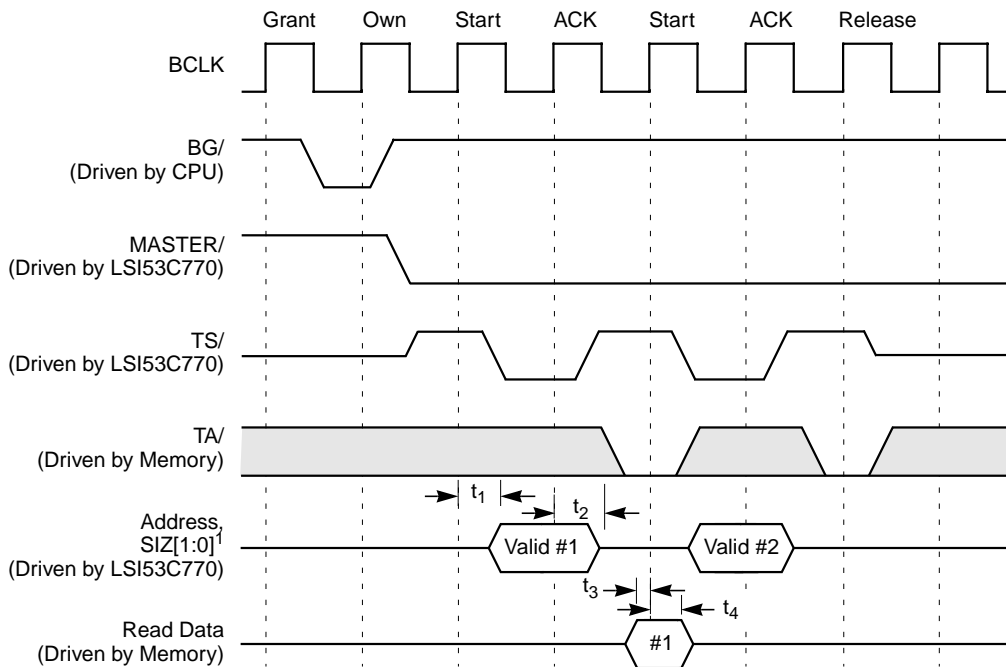 Grant Own Start ACK Start ACK Release
BCLK
BG/
(Driven by CPU)
MASTER/
(Driven by LSI53C770)
TS/
(Driven by LSI53C770)
TA/
(Driven by Memory)
t1 t2
Address,
SIZ[1:0]1
(Driven by LSI53C770)
Valid #1 Valid #2
t3 t4
Read Data
(Driven by Memory)
#1